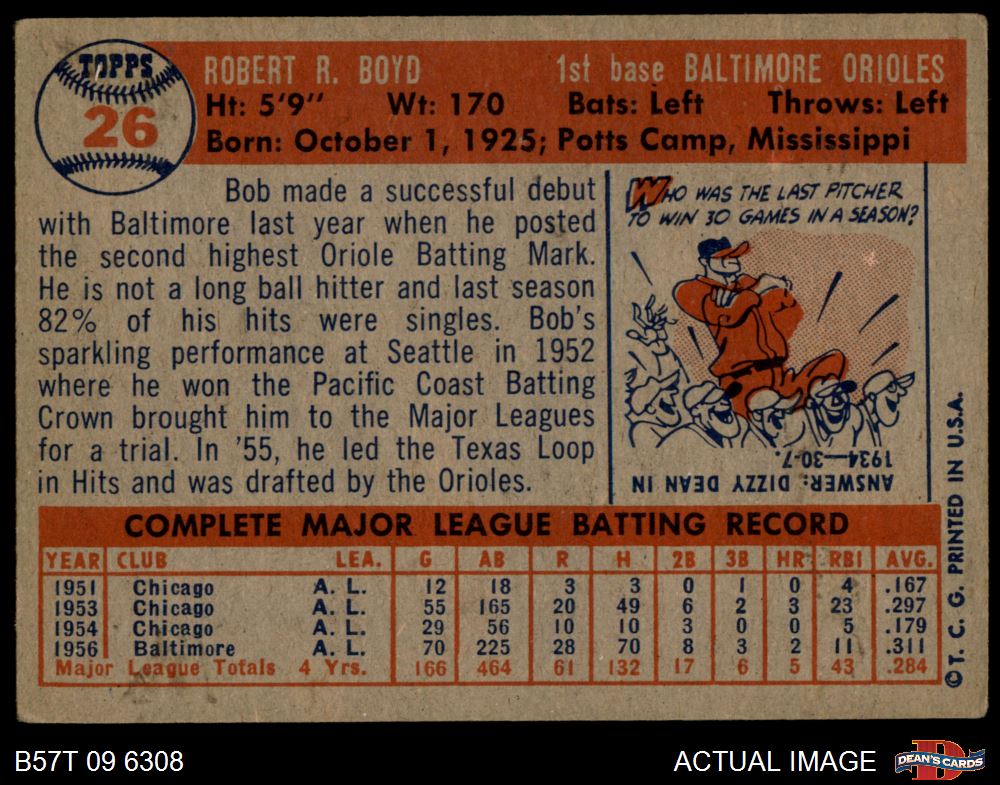 TOPPS
26
ROBERT R. BOYD 1st base BALTIMORE ORIOLES
Ht: 5'9" Wt: 170 Bats: Left Throws: Left
Born: October 1, 1925; Potts Camp, Mississippi
Bob made a successful debut
with Baltimore last year when he posted
the second highest Oriole Batting Mark.
He is not a long ball hitter and last season
82% of his hits were singles. Bob's
sparkling performance at Seattle in 1952
where he won the Pacific Coast Batting
Crown brought him to the Major Leagues
for a trial. In '55, he led the Texas Loop
in Hits and was drafted by the Orioles.
WHO WAS THE LAST PITCHER
TO WIN 30 GAMES IN A SEASON?
ANSWER: DIZZY DEAN IN
1934—30-7.
COMPLETE MAJOR LEAGUE BATTING RECORD
YEAR CLUB LEA. G AB R H 2B 3B HR RBI AVG.
1951 Chicago A. L. 12 18 3 3 0 1 0 4 .167
1953 Chicago A. L. 55 165 20 49 6 2 3 23 .297
1954 Chicago A. L. 29 56 10 10 3 0 0 5 .179
1956 Baltimore A. L. 70 225 28 70 8 3 2 11 .311
Major League Totals 4 Yrs. 166 464 61 132 17 6 5 43 .284
© T. C. G. PRINTED IN U.S.A.
B57T 09 6308
ACTUAL IMAGE
DEAN'S CARDS